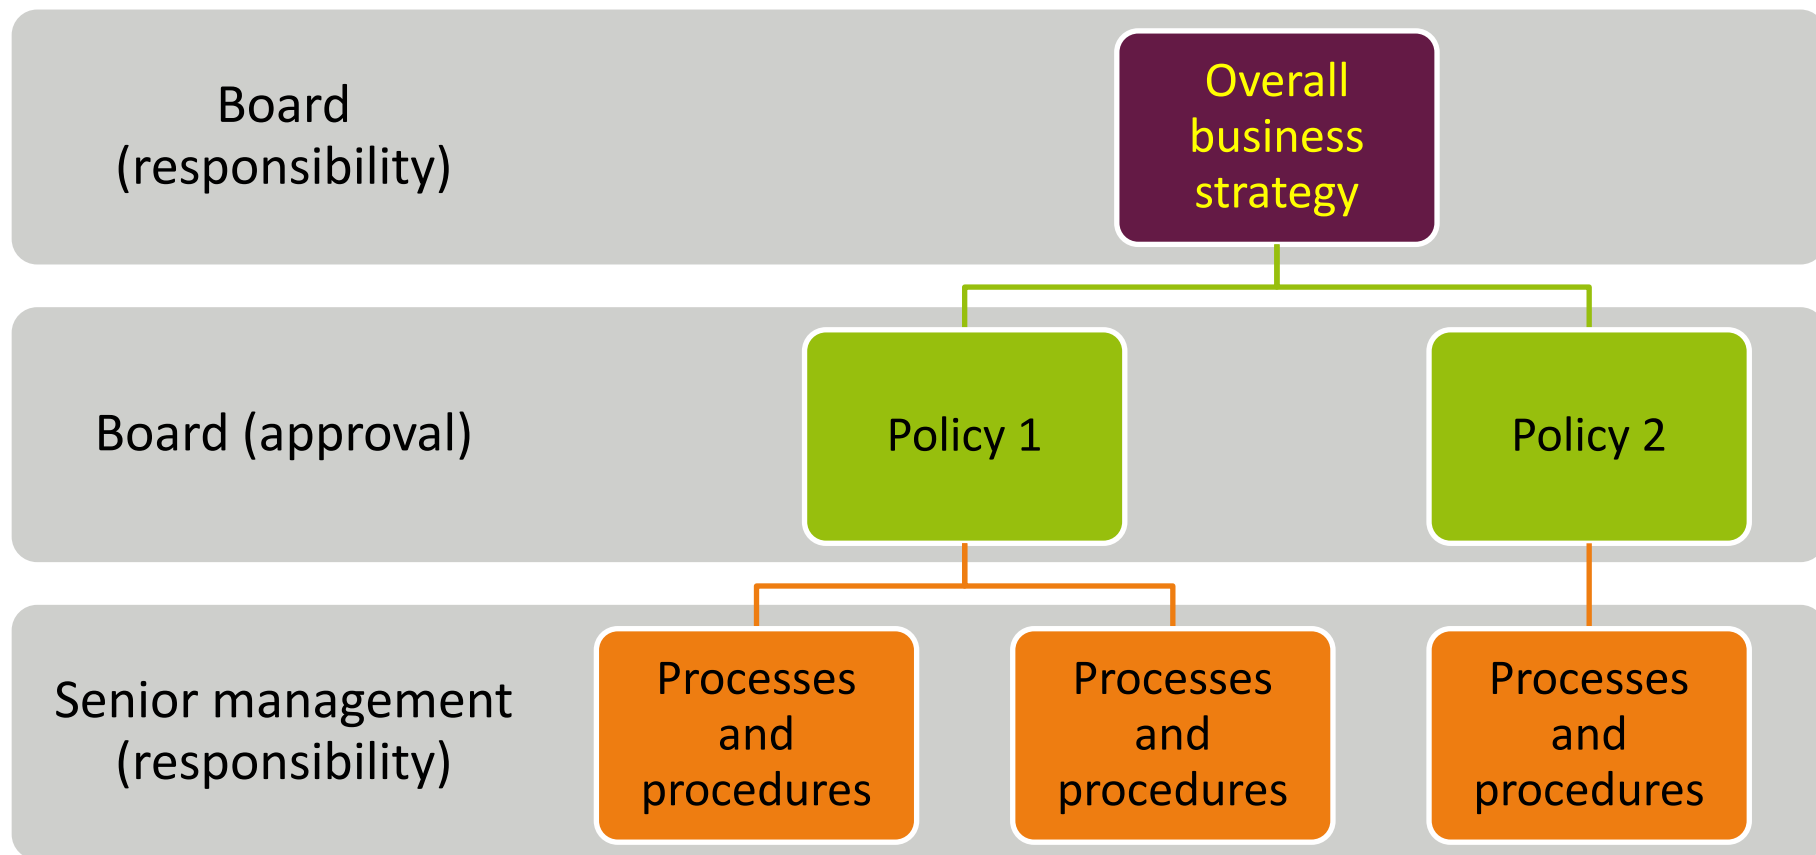 Board
(responsibility)
Overall
business
strategy
Board (approval)
Policy 1
Policy 2
Senior management
(responsibility)
Processes
and
procedures
Processes
and
procedures
Processes
and
procedures